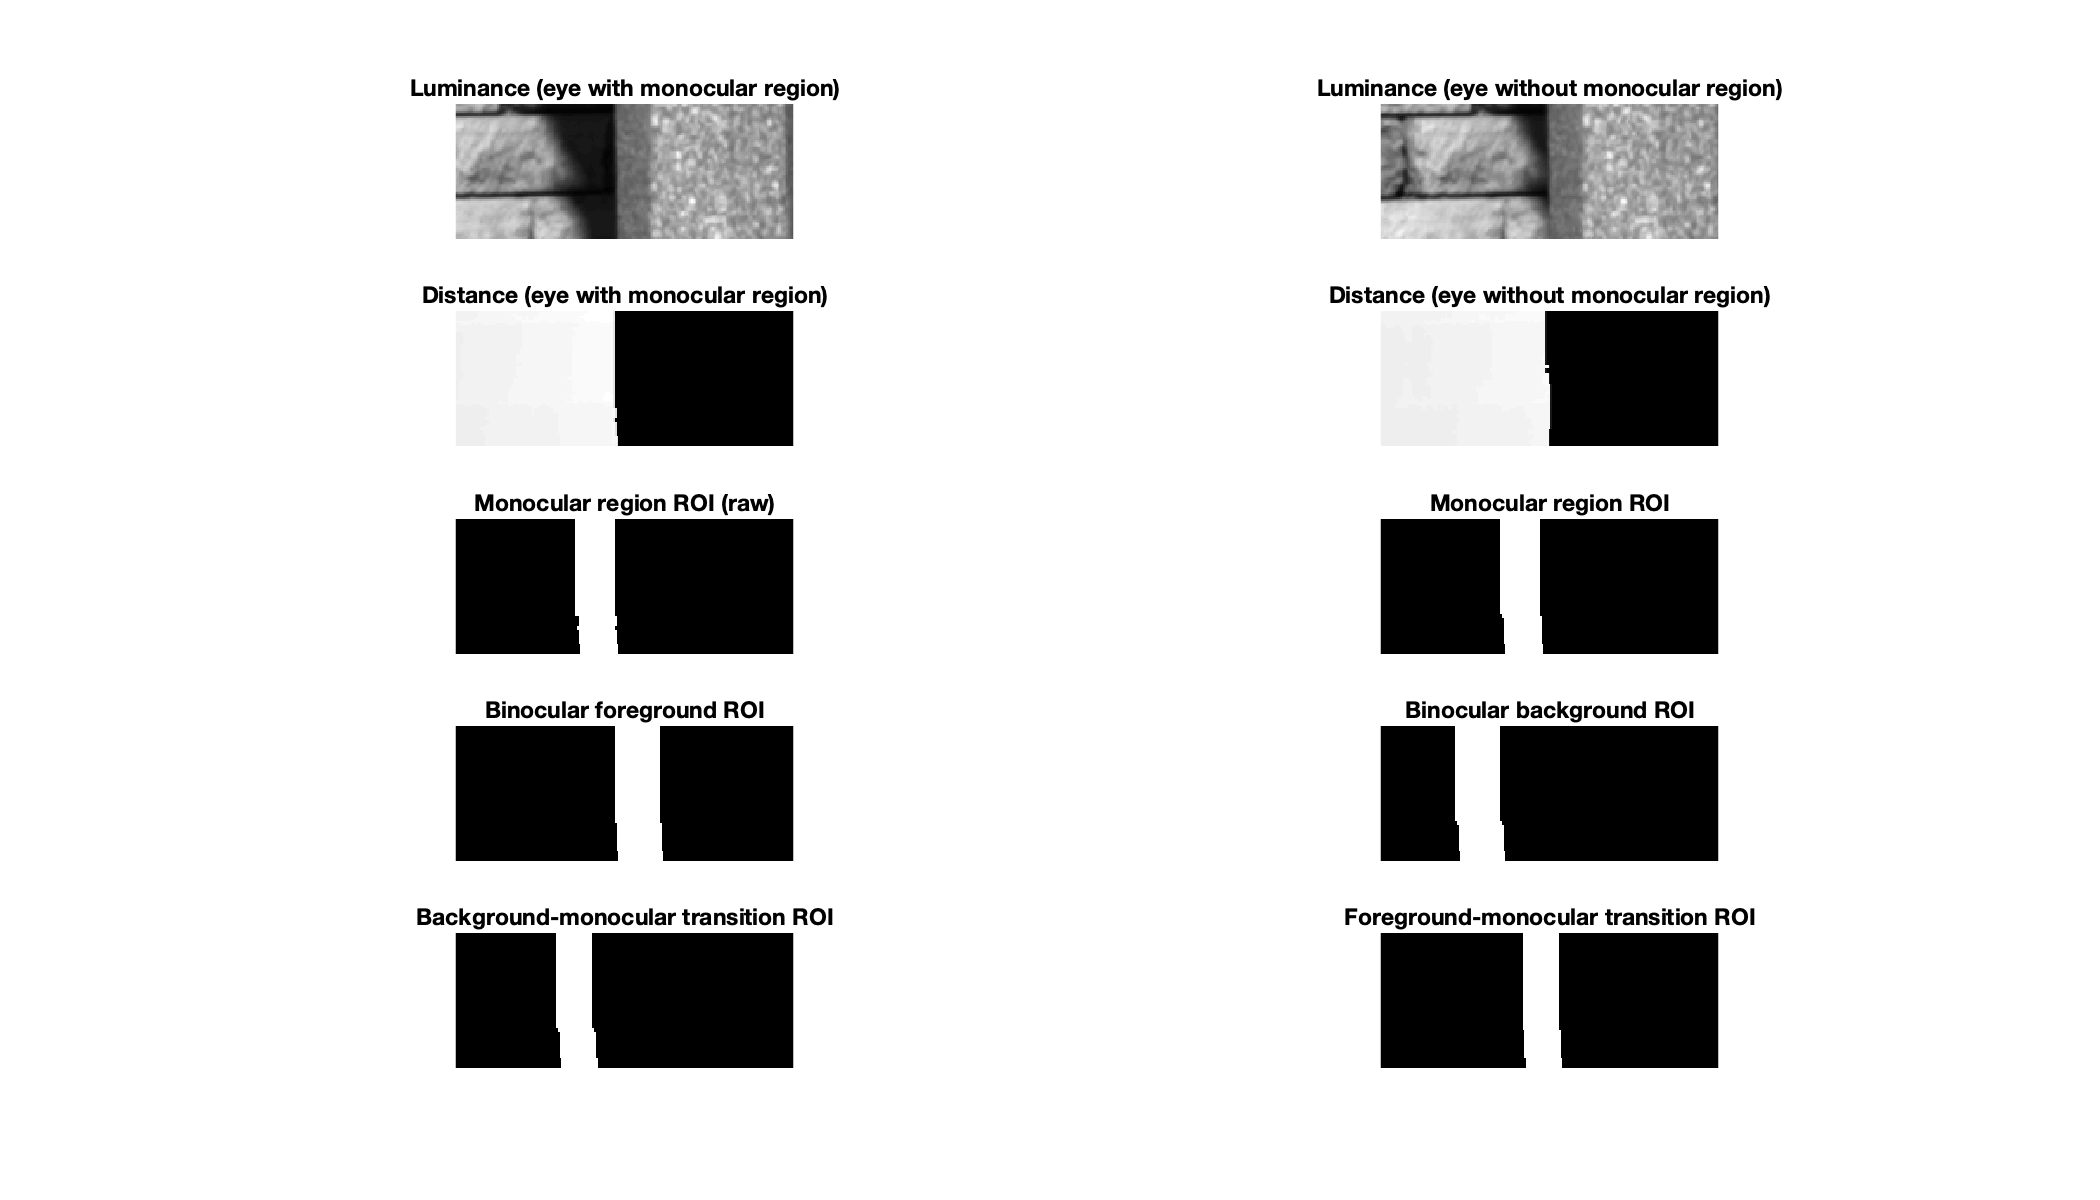 Luminance (eye with monocular region)
Luminance (eye without monocular region)
Distance (eye with monocular region)
Distance (eye without monocular region)
Monocular region ROI (raw)
Monocular region ROI
Binocular foreground ROI
Binocular background ROI
Background-monocular transition ROI
Foreground-monocular transition ROI